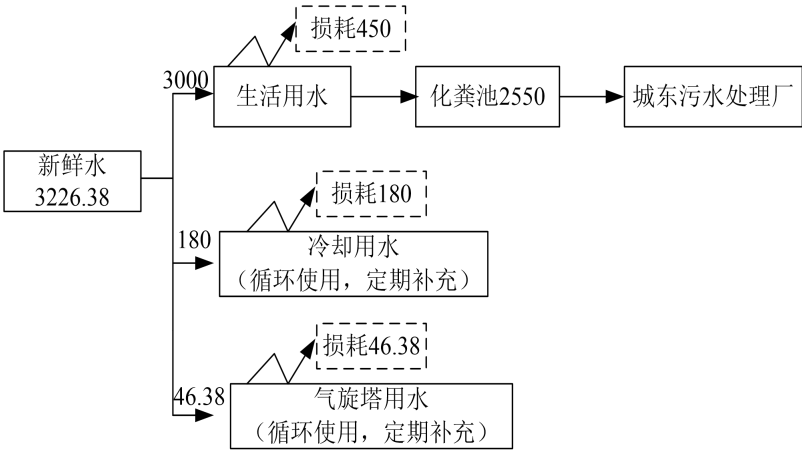 损耗450
3000
生活用水
化粪池2550
城东污水处理厂
新鲜水
3226.38
损耗180
180
冷却用水
（循环使用，定期补充）
损耗46.38
46.38
气旋塔用水
（循环使用，定期补充）